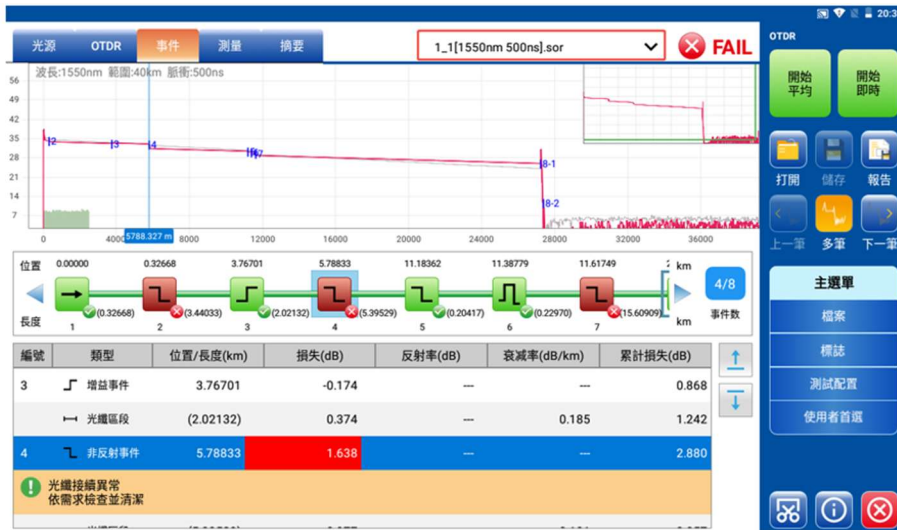 20:3
光源
OTDR
事件
測量
摘要
1_1[1550nm 500ns].sor
FAIL
波長:1550nm 範圍:40km 脈衝:500ns
56
49
42
35
28
21
14
7
2
3
4
8-1
8-2
0
4000
5788.327 m
8000
12000
16000
20000
24000
28000
32000
36000
位置
0.00000
0.32668
3.76701
5.78833
11.18362
11.38779
11.61749
km
(0.32668)
(3.44033)
(2.02132)
(5.39529)
(0.20417)
(0.22970)
(15.60909)
長度
1
2
3
4
5
6
7
km
4/8
事件数
編號
類型
位置/長度(km)
損失(dB)
反射率(dB)
衰減率(dB/km)
累計損失(dB)
3 增益事件 3.76701 -0.174 --- --- 0.868
光纖區段 (2.02132) 0.374 --- 0.185 1.242
4 非反射事件 5.78833 1.638 --- --- 2.880
光纖接續異常
依需求檢查並清潔
OTDR
開始
平均
開始
即時
打開
儲存
報告
上一筆
多筆
下一筆
主選單
檔案
標誌
測試配置
使用者首選